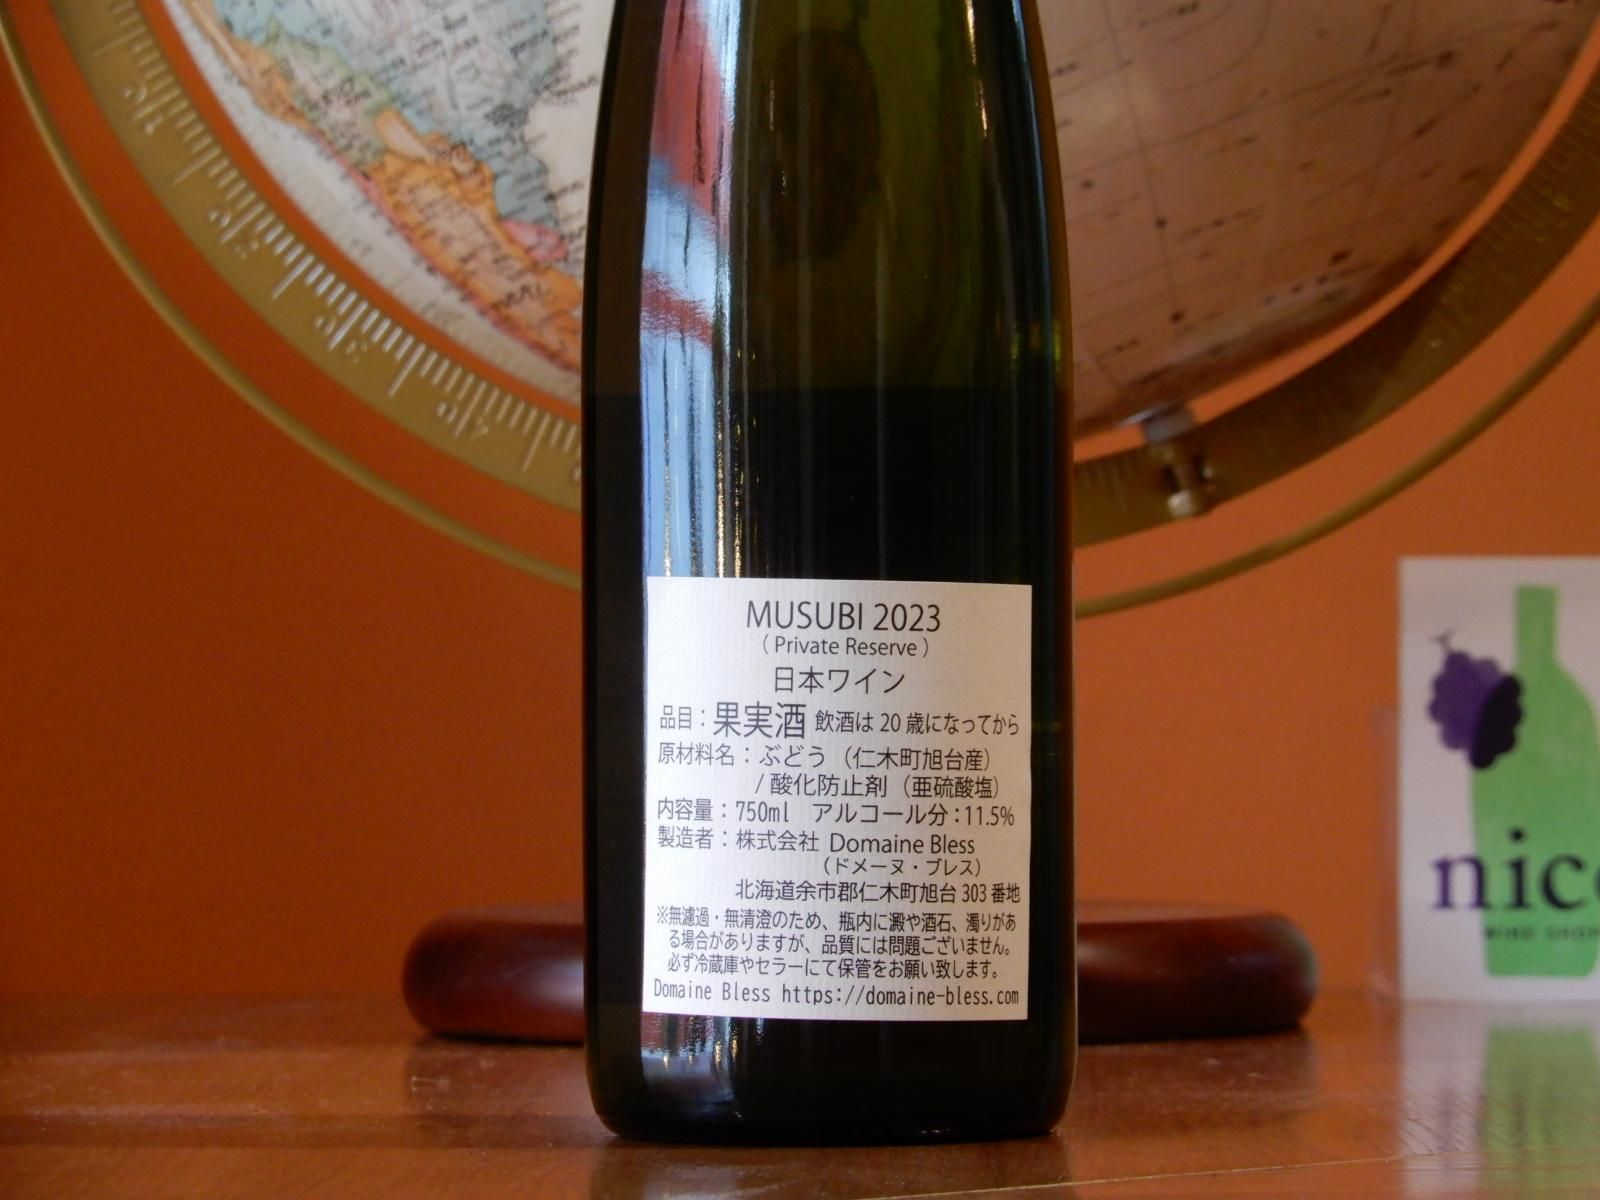 MUSUBI 2023
( Private Reserve )
日本ワイン
品目：果実酒 飲酒は 20 歳になってから
原材料名：ぶどう（仁木町旭台産）
/ 酸化防止剤（亜硫酸塩）
内容量：750ml アルコール分：11.5%
製造者：株式会社 Domaine Bless
（ドメーヌ・ブレス）
北海道余市郡仁木町旭台 303 番地
※無濾過・無清澄のため、瓶内に澱や酒石、濁りがあ
る場合がありますが、品質には問題ございません。
必ず冷蔵庫やセラーにて保管をお願い致します。
Domaine Bless https://domaine-bless.com
nico
WINE SHOP